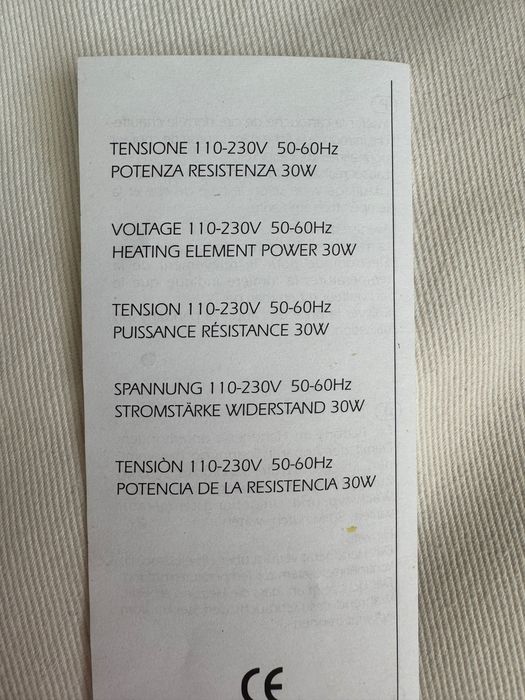 TENSIONE 110-230V 50-60Hz
POTENZA RESISTENZA 30W
VOLTAGE 110-230V 50-60Hz
HEATING ELEMENT POWER 30W
TENSION 110-230V 50-60Hz
PUISSANCE RÉSISTANCE 30W
SPANNUNG 110-230V 50-60Hz
STROMSTÄRKE WIDERSTAND 30W
TENSIÒN 110-230V 50-60Hz
POTENCIA DE LA RESISTENCIA 30W
CE